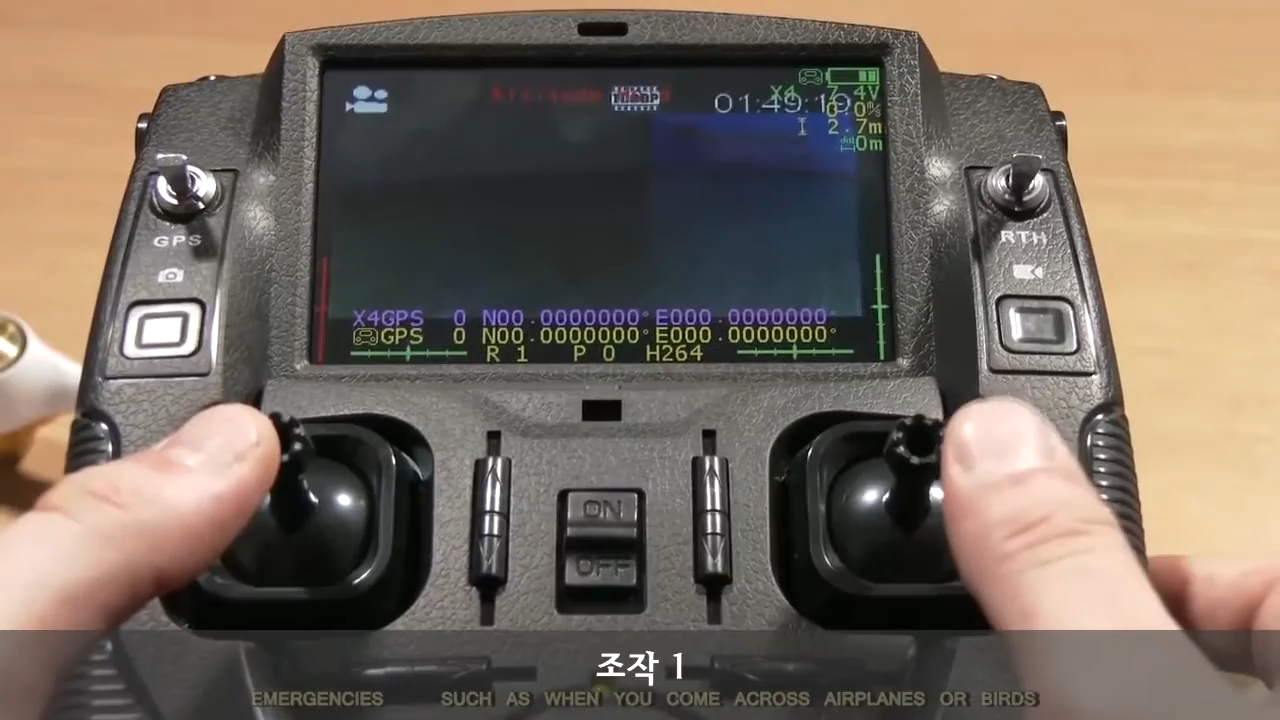 X4 7.4V
01:49:19 0.0m/s
2.7m
0m
GPS
RTH
X4GPS 0 N00.0000000° E000.0000000°
GPS 0 N00.0000000° E000.0000000°
R 1 P 0 H264
ON
OFF
조작 1
EMERGENCIES SUCH AS WHEN YOU COME ACROSS AIRPLANES OR BIRDS